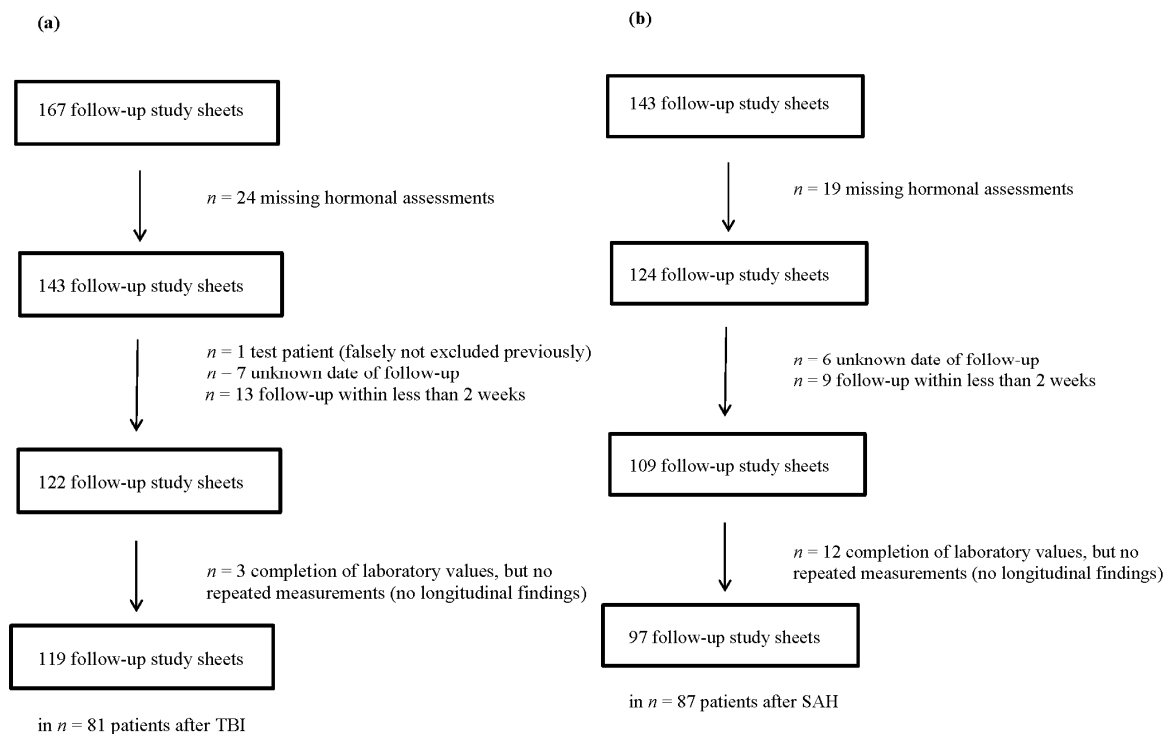 (a)
167 follow-up study sheets
n = 24 missing hormonal assessments
143 follow-up study sheets
n = 1 test patient (falsely not excluded previously)
n – 7 unknown date of follow-up
n = 13 follow-up within less than 2 weeks
122 follow-up study sheets
n = 3 completion of laboratory values, but no
repeated measurements (no longitudinal findings)
119 follow-up study sheets
in n = 81 patients after TBI
(b)
143 follow-up study sheets
n = 19 missing hormonal assessments
124 follow-up study sheets
n = 6 unknown date of follow-up
n = 9 follow-up within less than 2 weeks
109 follow-up study sheets
n = 12 completion of laboratory values, but no
repeated measurements (no longitudinal findings)
97 follow-up study sheets
in n = 87 patients after SAH